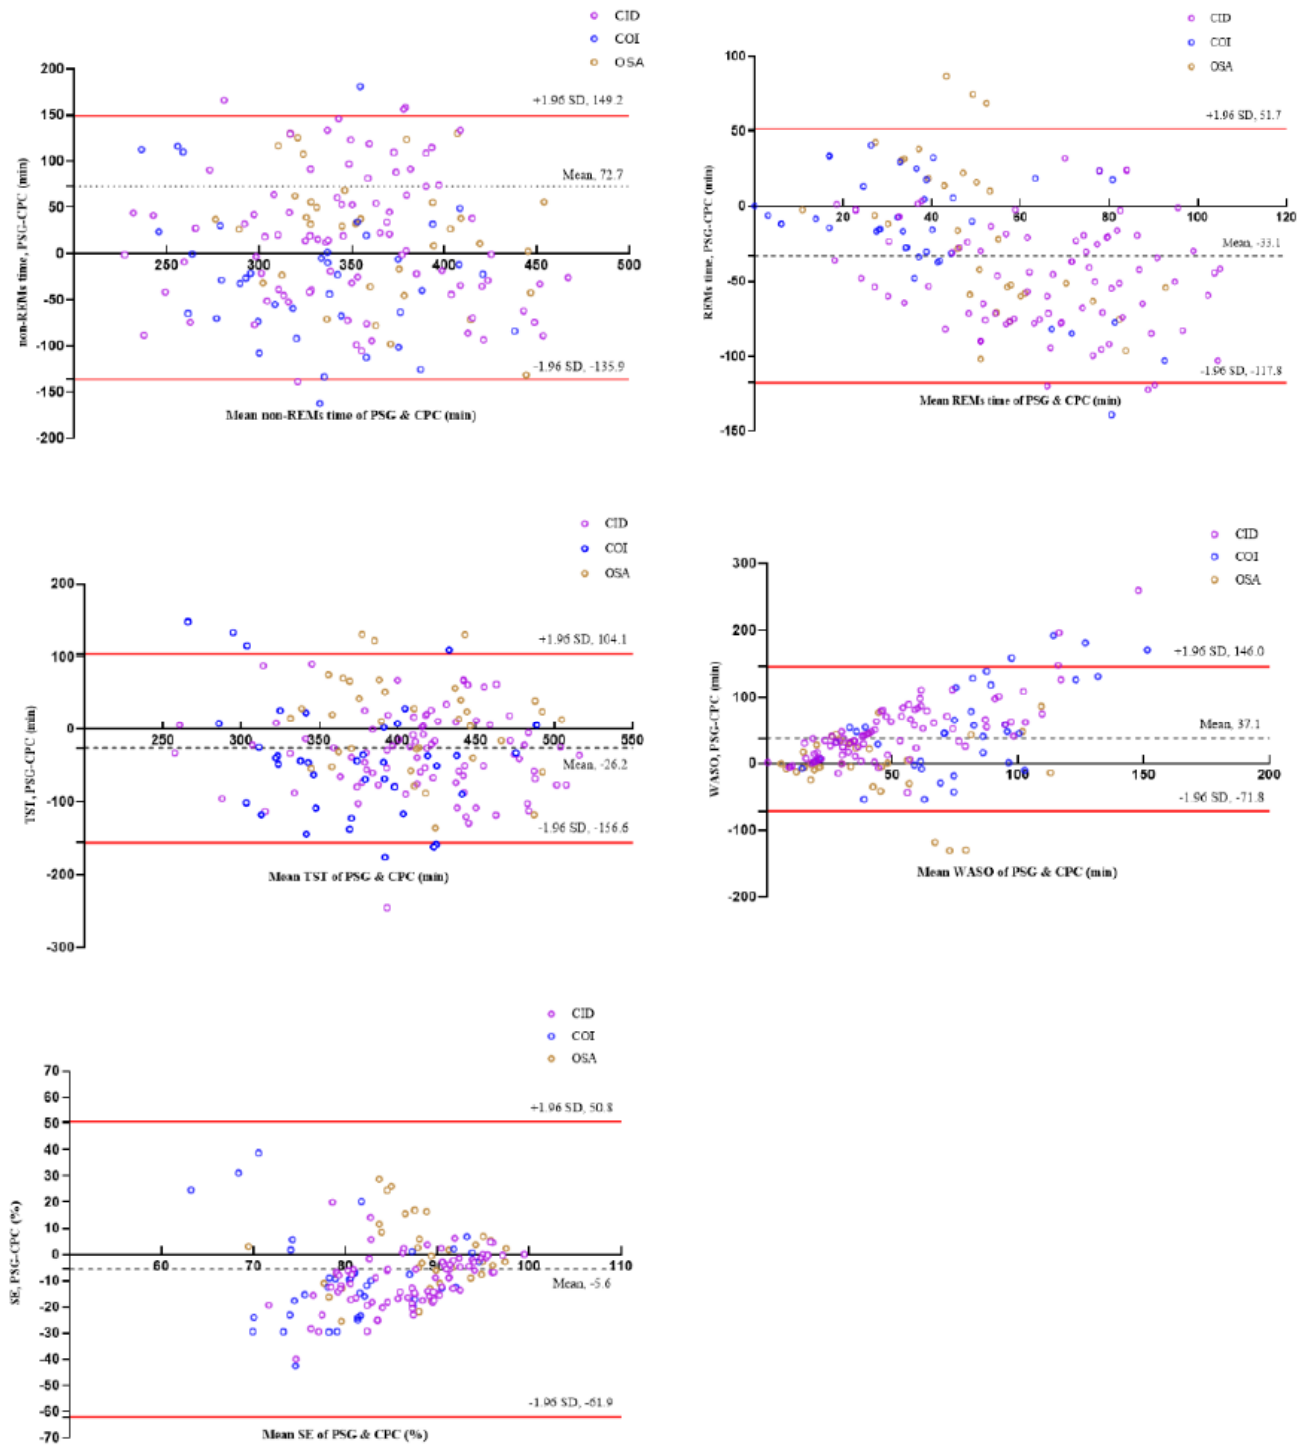 CID
COI
OSA
200
150
100
50
0
-50
-100
-150
-200
250
300
350
400
450
500
+1.96 SD, 149.2
Mean, 72.7
-1.96 SD, -135.9
non-REMs time, PSG-CPC (min)
Mean non-REMs time of PSG & CPC (min)
CID
COI
OSA
100
50
0
-50
-100
-150
20
40
60
80
100
120
+1.96 SD, 51.7
Mean, -33.1
-1.96 SD, -117.8
REMs time, PSG-CPC (min)
Mean REMs time of PSG & CPC (min)
CID
COI
OSA
200
100
0
-100
-200
-300
200
250
300
350
400
450
500
550
+1.96 SD, 104.1
Mean, -26.2
-1.96 SD, -156.6
TST, PSG-CPC (min)
Mean TST of PSG & CPC (min)
CID
COI
OSA
300
200
100
0
-100
-200
50
100
150
200
+1.96 SD, 146.0
Mean, 37.1
-1.96 SD, -71.8
WASO, PSG-CPC (min)
Mean WASO of PSG & CPC (min)
CID
COI
OSA
70
60
50
40
30
20
10
0
-10
-20
-30
-40
-50
-60
-70
60
70
80
90
100
110
+1.96 SD, 50.8
Mean, -5.6
-1.96 SD, -61.9
SE, PSG-CPC (%)
Mean SE of PSG & CPC (%)